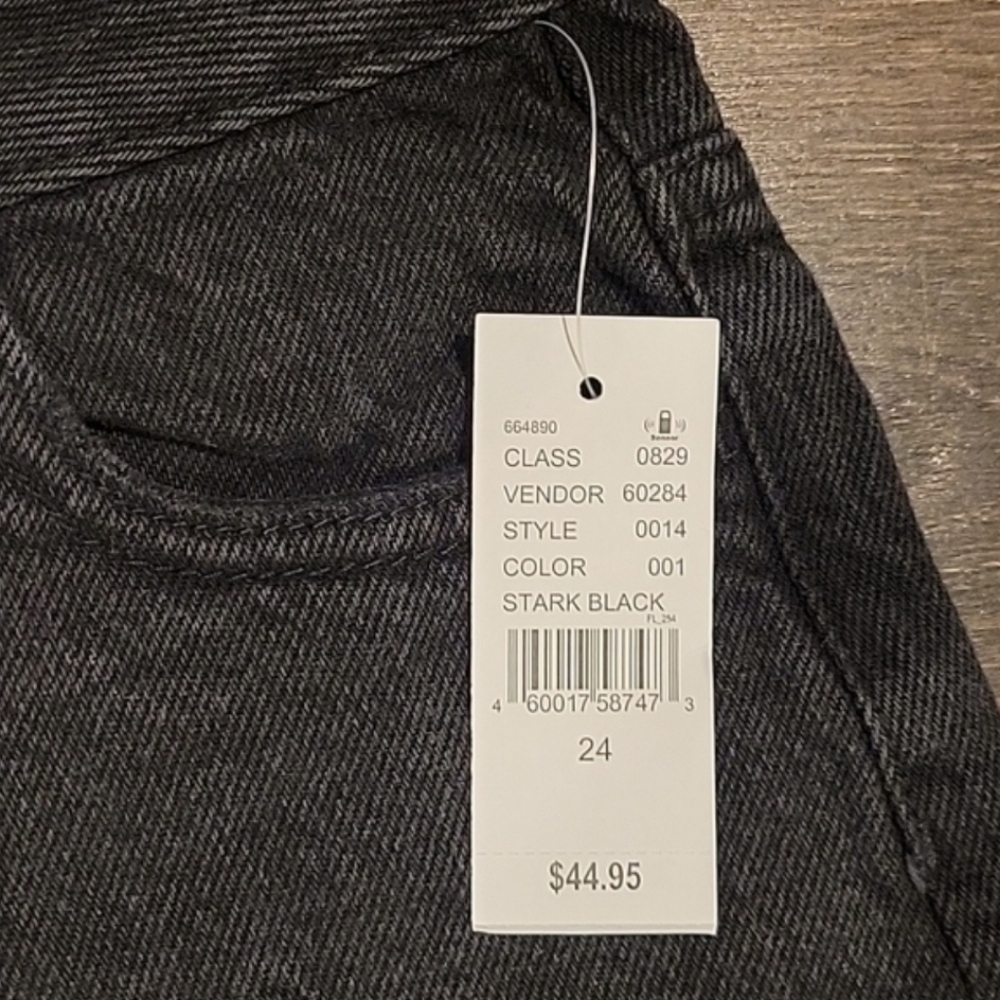 664890
Sensor
CLASS 0829
VENDOR 60284
STYLE 0014
COLOR 001
STARK BLACK
FL_254
4 60017 58747 3
24
$44.95